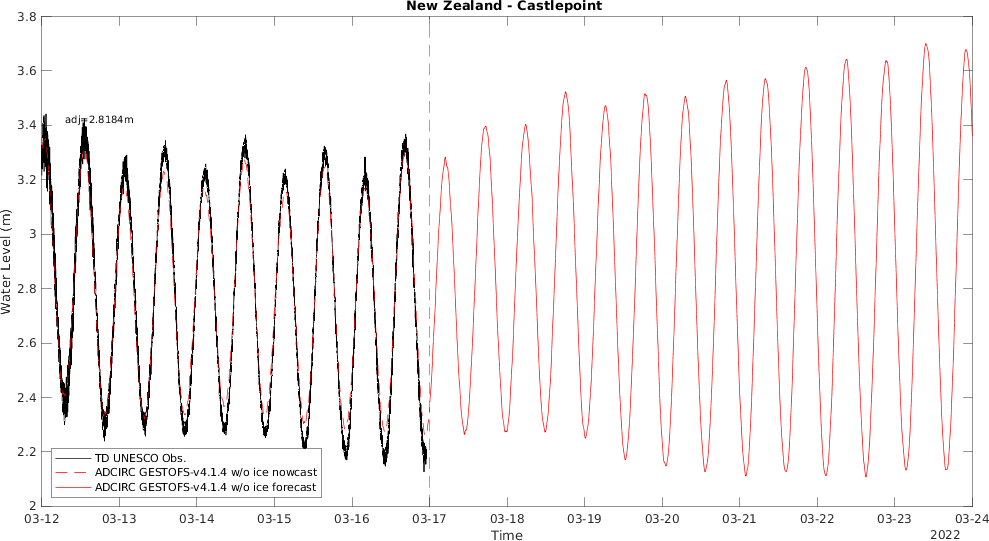 New Zealand - Castlepoint
3.8
3.6
3.4
3.2
3
2.8
2.6
2.4
2.2
2
Water Level (m)
adj=2.8184m
TD UNESCO Obs.
ADCIRC GESTOFS-v4.1.4 w/o ice nowcast
ADCIRC GESTOFS-v4.1.4 w/o ice forecast
03-12 03-13 03-14 03-15 03-16 03-17 03-18 03-19 03-20 03-21 03-22 03-23 03-24
Time
2022